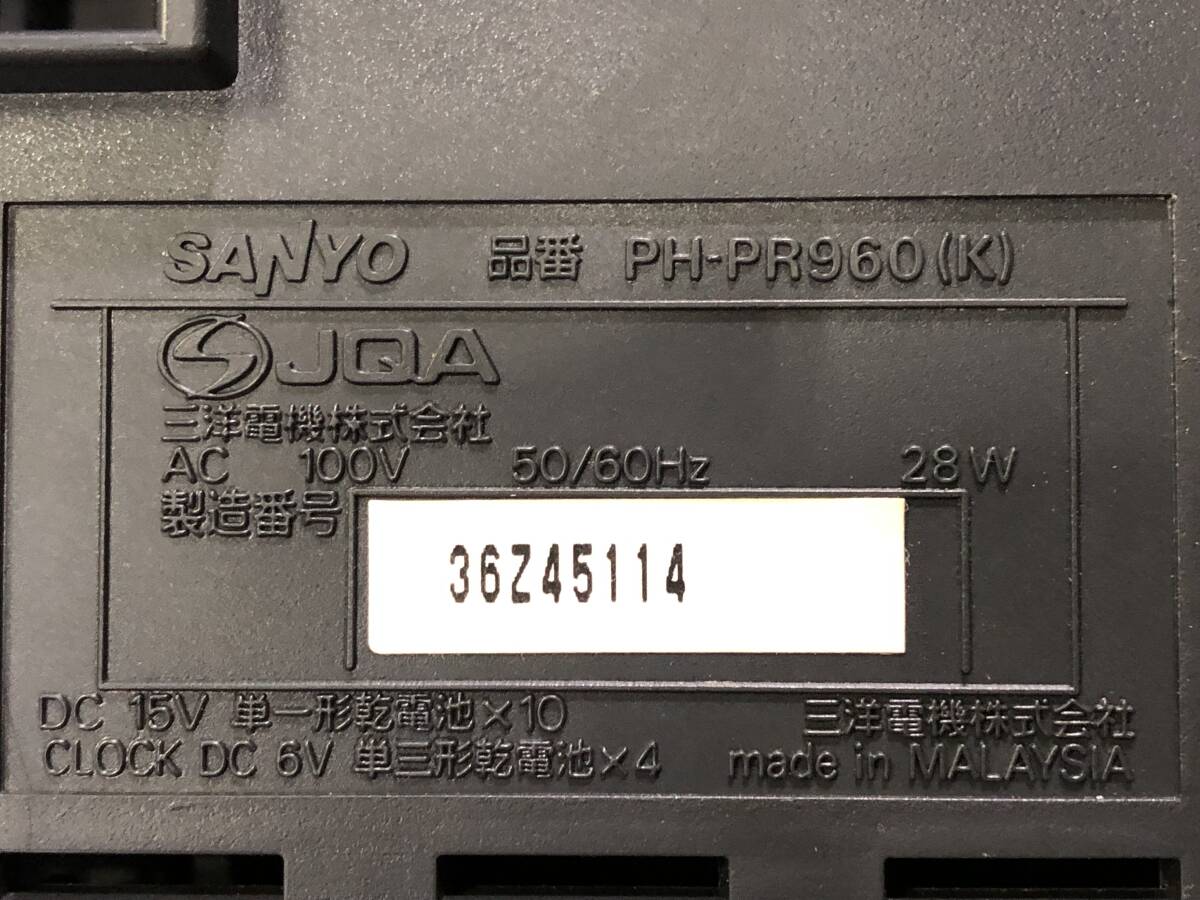 SANYO 品番 PH-PR960(K)
JQA
三洋電機株式会社
AC 100V 50/60Hz 28W
製造番号 36Z45114
DC 15V 単一形乾電池×10
CLOCK DC 6V 単三形乾電池×4
三洋電機株式会社
made in MALAYSIA